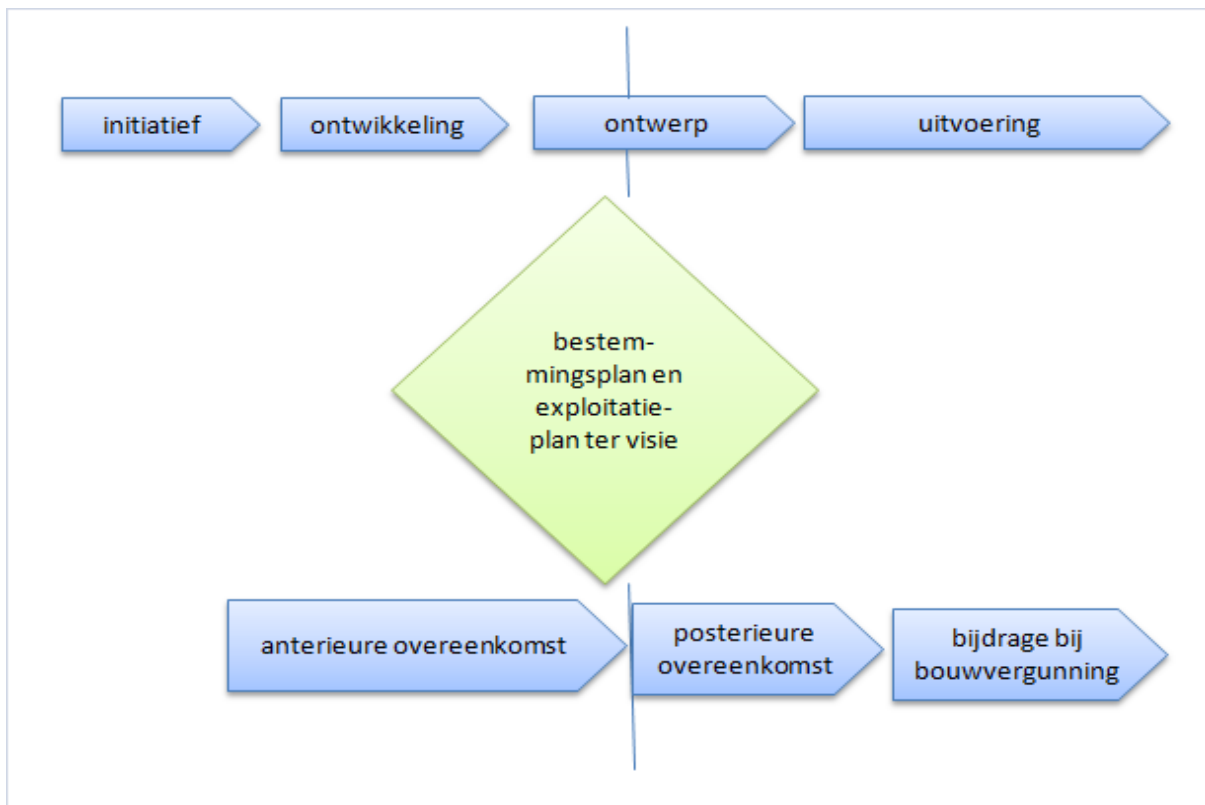 initiatief
ontwikkeling
ontwerp
uitvoering
bestem-
mingsplan en
exploitatie-
plan ter visie
anterieure overeenkomst
posterieure
overeenkomst
bijdrage bij
bouwvergunning